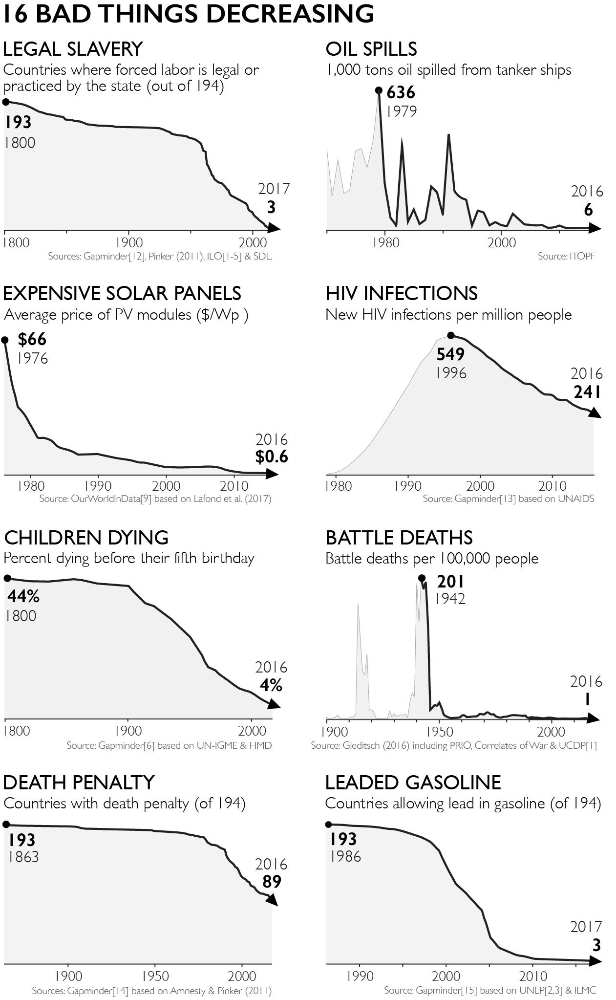 16 BAD THINGS DECREASING
LEGAL SLAVERY
Countries where forced labor is legal or
practiced by the state (out of 194)
193
1800
2017
3
1800 1900 2000
Sources: Gapminder[12], Pinker (2011), ILO[1-5] & SDL.
OIL SPILLS
1,000 tons oil spilled from tanker ships
636
1979
2016
6
1980 2000
Source: ITOPF
EXPENSIVE SOLAR PANELS
Average price of PV modules ($/Wp )
$66
1976
2016
$0.6
1980 1990 2000 2010
Source: OurWorldInData[9] based on Lafond et al. (2017)
HIV INFECTIONS
New HIV infections per million people
549
1996
2016
241
1980 1990 2000 2010
Source: Gapminder[13] based on UNAIDS
CHILDREN DYING
Percent dying before their fifth birthday
44%
1800
2016
4%
1800 1900 2000
Source: Gapminder[6] based on UN-IGME & HMD
BATTLE DEATHS
Battle deaths per 100,000 people
201
1942
2016
1
1900 1950 2000
Source: Gleditsch (2016) including PRIO, Correlates of War & UCDP[1]
DEATH PENALTY
Countries with death penalty (of 194)
193
1863
2016
89
1900 1950 2000
Sources: Gapminder[14] based on Amnesty & Pinker (2011)
LEADED GASOLINE
Countries allowing lead in gasoline (of 194)
193
1986
2017
3
1990 2000 2010
Source: Gapminder[15] based on UNEP[2,3] & ILMC